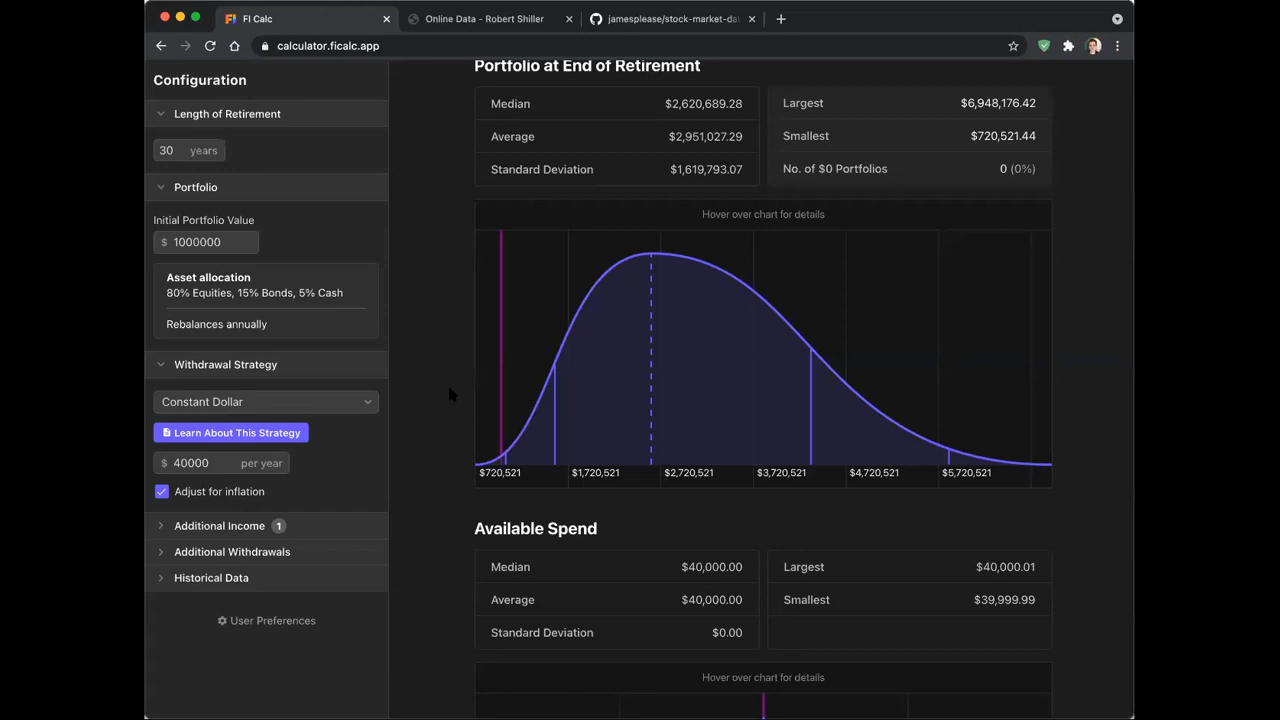 FI Calc
Online Data - Robert Shiller
jamesplease/stock-market-da
calculator.ficalc.app
Configuration
Length of Retirement
30 years
Portfolio
Initial Portfolio Value
$ 1000000
Asset allocation
80% Equities, 15% Bonds, 5% Cash
Rebalances annually
Withdrawal Strategy
Constant Dollar
Learn About This Strategy
$ 40000 per year
Adjust for inflation
Additional Income 1
Additional Withdrawals
Historical Data
User Preferences
Portfolio at End of Retirement
Median $2,620,689.28
Average $2,951,027.29
Standard Deviation $1,619,793.07
Largest $6,948,176.42
Smallest $720,521.44
No. of $0 Portfolios 0 (0%)
Hover over chart for details
$720,521 $1,720,521 $2,720,521 $3,720,521 $4,720,521 $5,720,521
Available Spend
Median $40,000.00
Average $40,000.00
Standard Deviation $0.00
Largest $40,000.01
Smallest $39,999.99
Hover over chart for details